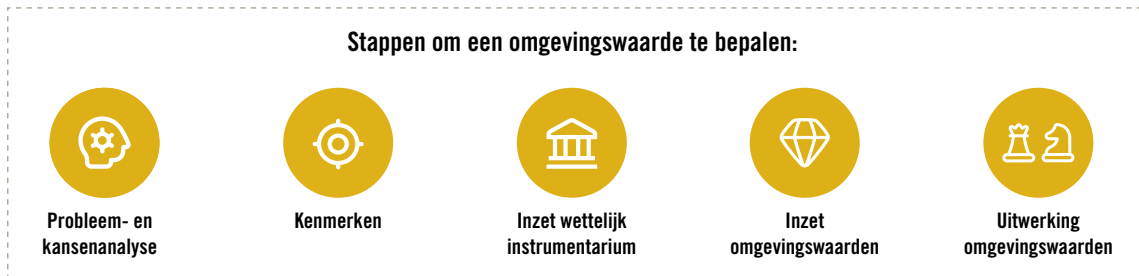 Stappen om een omgevingswaarde te bepalen:
Probleem- en
kansenanalyse
Kenmerken
Inzet wettelijk
instrumentarium
Inzet
omgevingswaarden
Uitwerking
omgevingswaarden